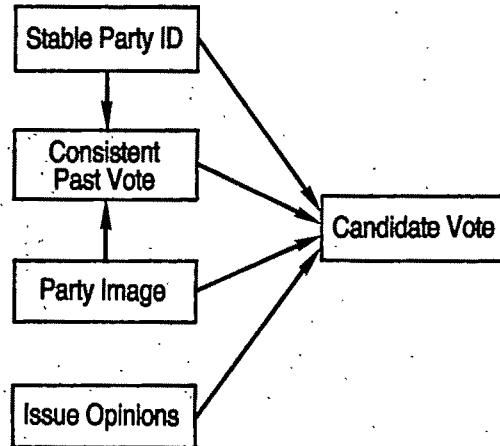 Stable Party ID
Consistent
Past Vote
Candidate Vote
Party Image
Issue Opinions